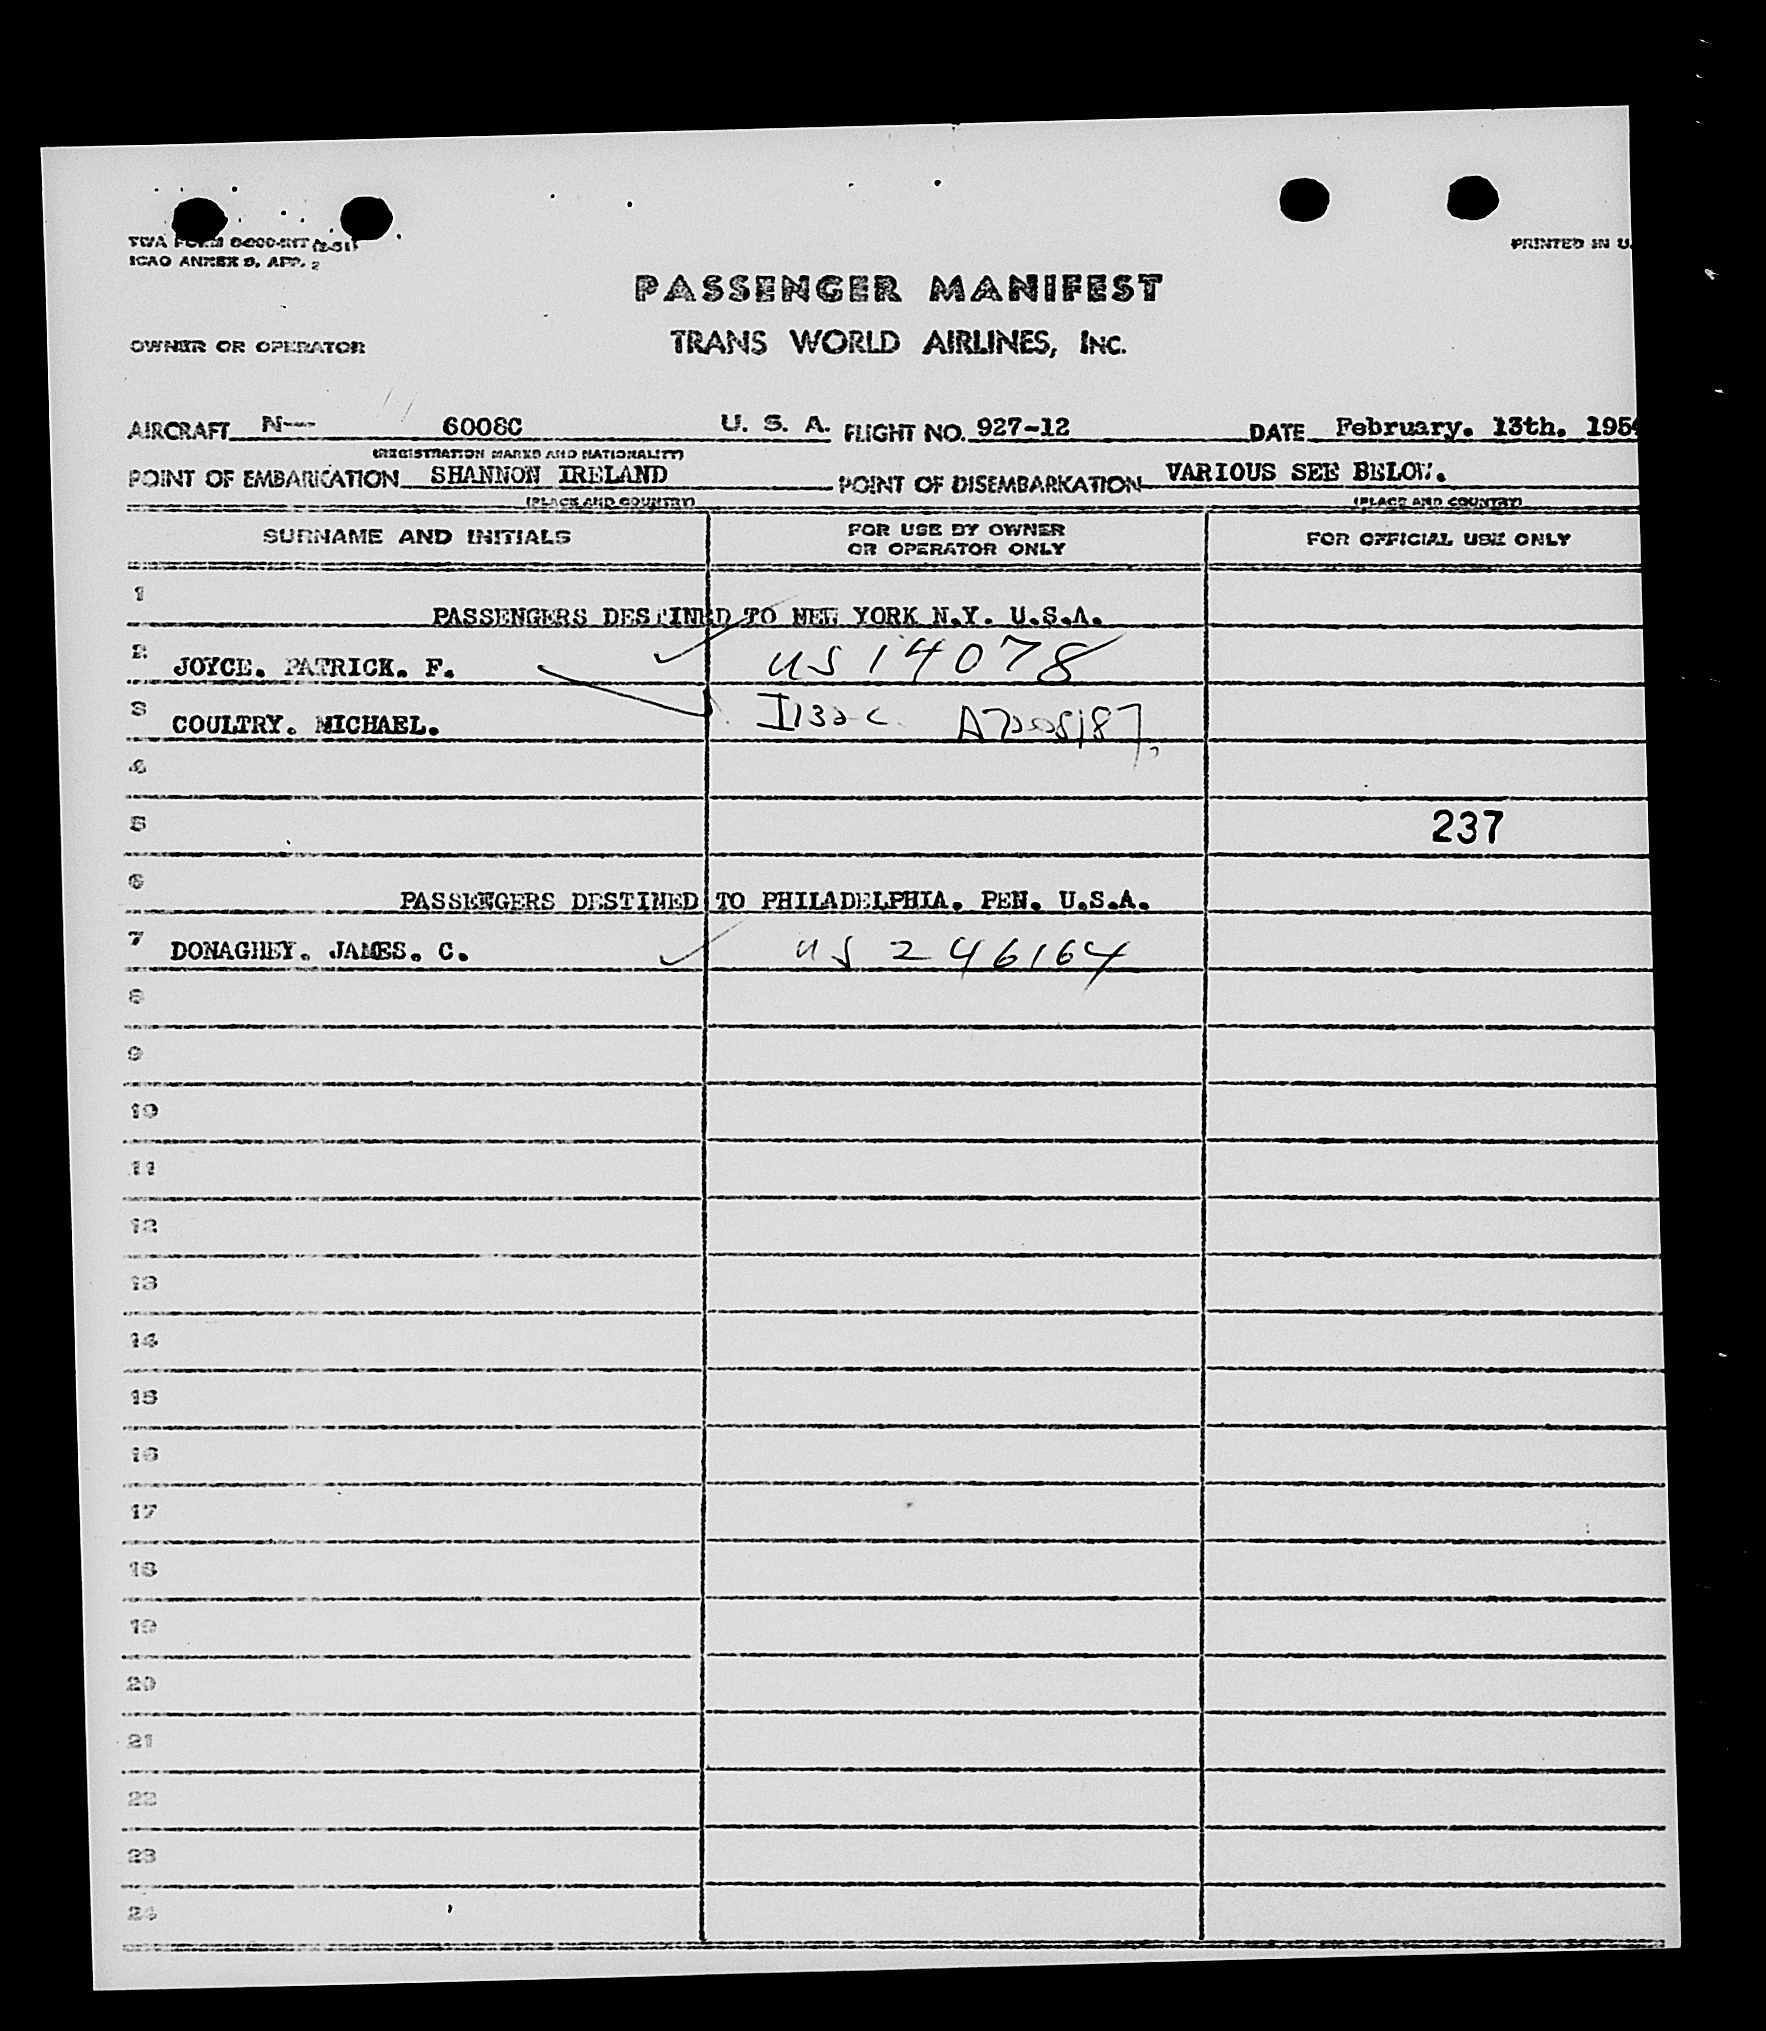 TWA FORM
ICAO ANNEX 9, APP. 2
PRINTED IN U.
PASSENGER MANIFEST
OWNER OR OPERATOR
TRANS WORLD AIRLINES, INC.
AIRCRAFT N-- 6008C U. S. A. FLIGHT NO. 927-12 DATE February. 13th. 195
(REGISTRATION MARKS AND NATIONALITY)
POINT OF EMBARKATION SHANNON IRELAND POINT OF DISEMBARKATION VARIOUS SEE BELOW.
(PLACE AND COUNTRY) (PLACE AND COUNTRY)
SURNAME AND INITIALS FOR USE BY OWNER OR OPERATOR ONLY FOR OFFICIAL USE ONLY
1 PASSENGERS DESTINED TO NEW YORK N.Y. U.S.A.
2 JOYCE. PATRICK. F. US 14078
3 COULTRY. MICHAEL.
4
5 237
6 PASSENGERS DESTINED TO PHILADELPHIA. PEN. U.S.A.
7 DONAGHEY. JAMES. C. US 246164
8
9
10
11
12
13
14
15
16
17
18
19
20
21
22
23
24